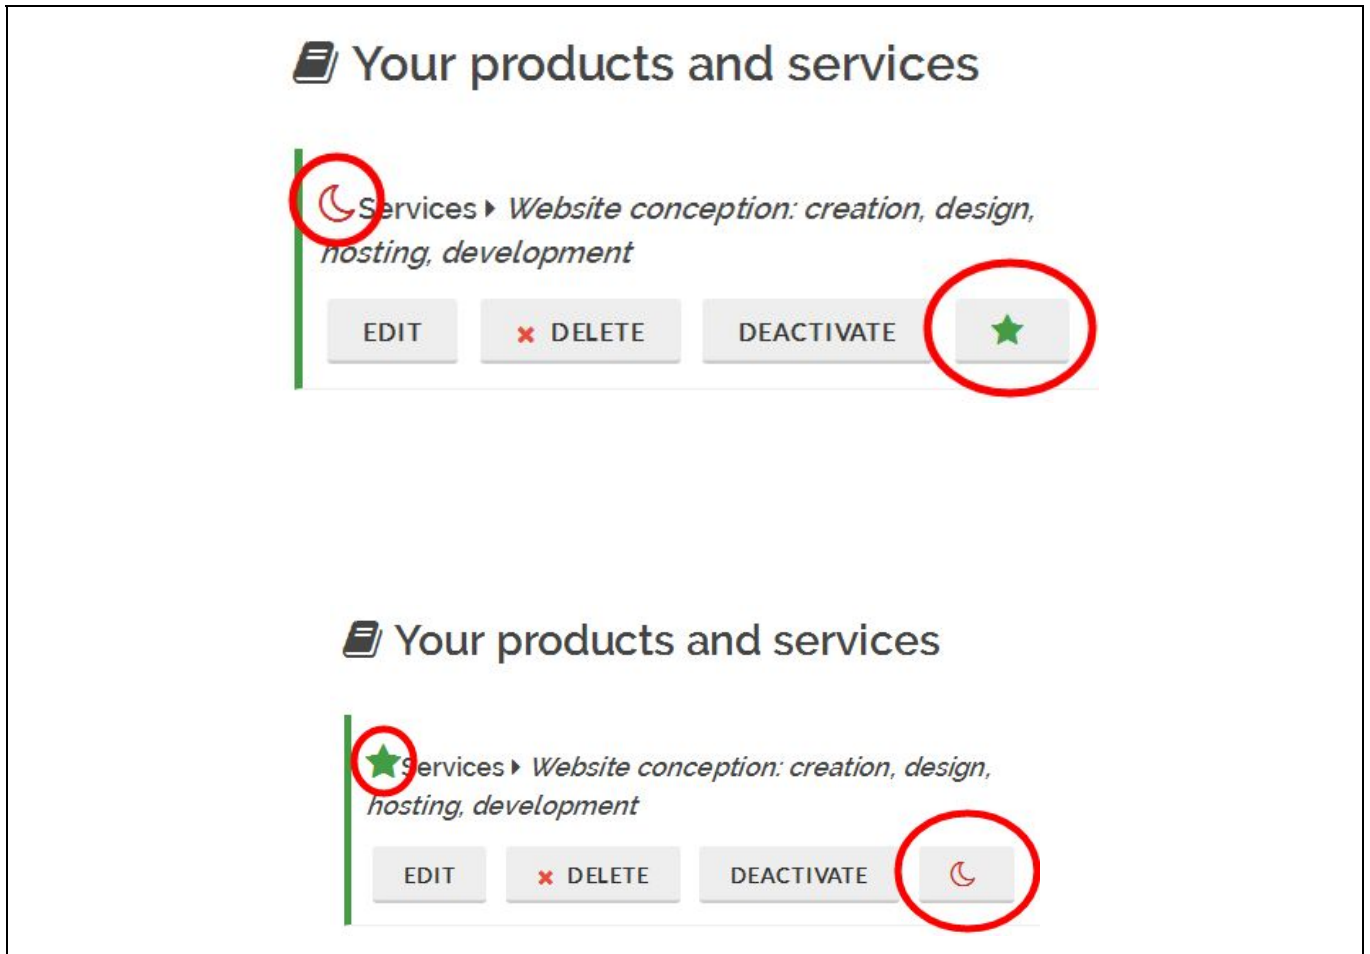 Your products and services
Services Website conception: creation, design,
hosting, development
EDIT DELETE DEACTIVATE
Your products and services
Services Website conception: creation, design,
hosting, development
EDIT DELETE DEACTIVATE